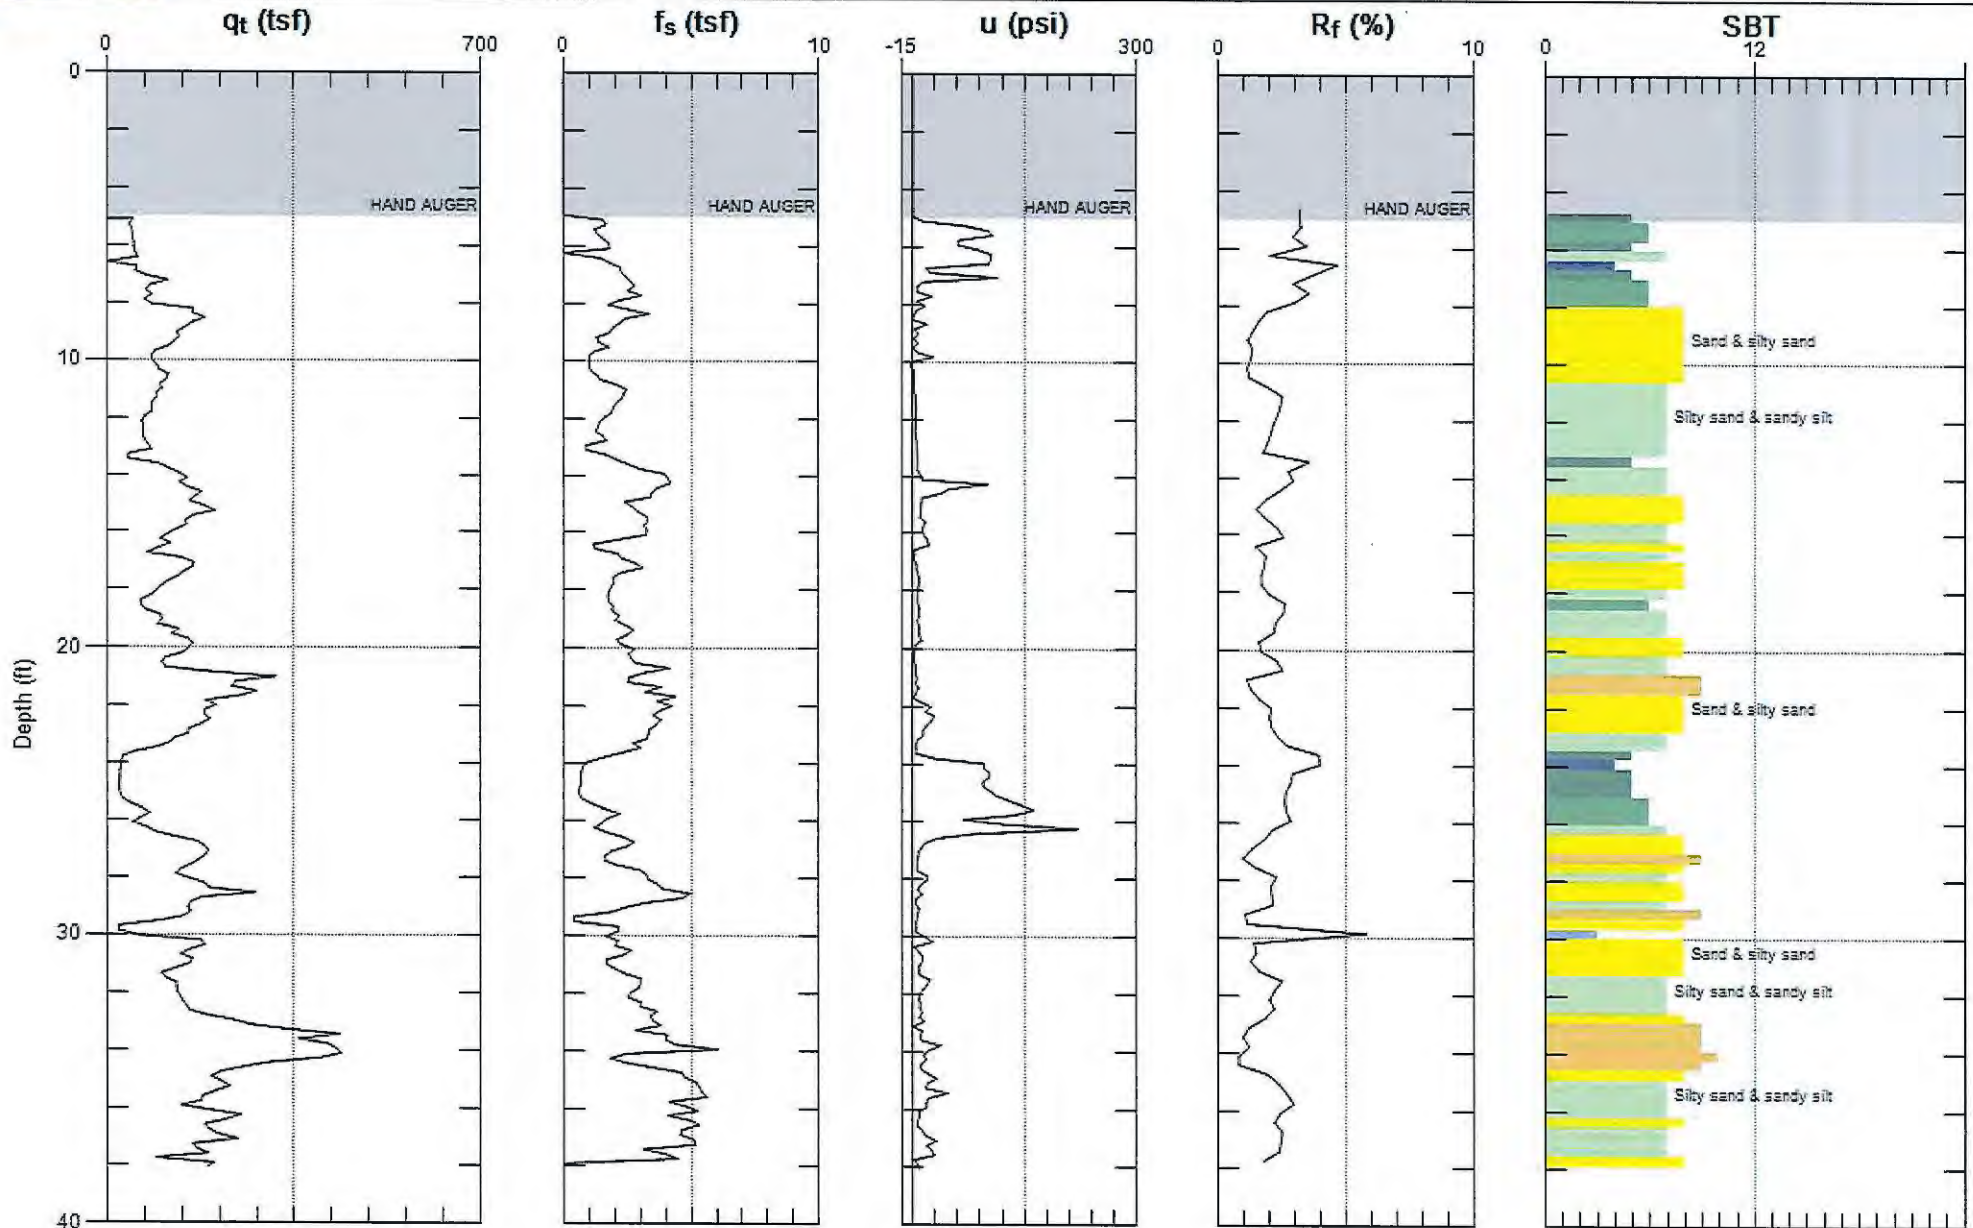 qt (tsf) fs (tsf) u (psi) Rf (%) SBT
0 700 0 10 -15 300 0 10 0 12
0
HAND AUGER HAND AUGER HAND AUGER HAND AUGER
Sand & silty sand
10
Silty sand & sandy silt
20
Depth (ft)
Sand & silty sand
30
Sand & silty sand
Silty sand & sandy silt
Silty sand & sandy silt
40